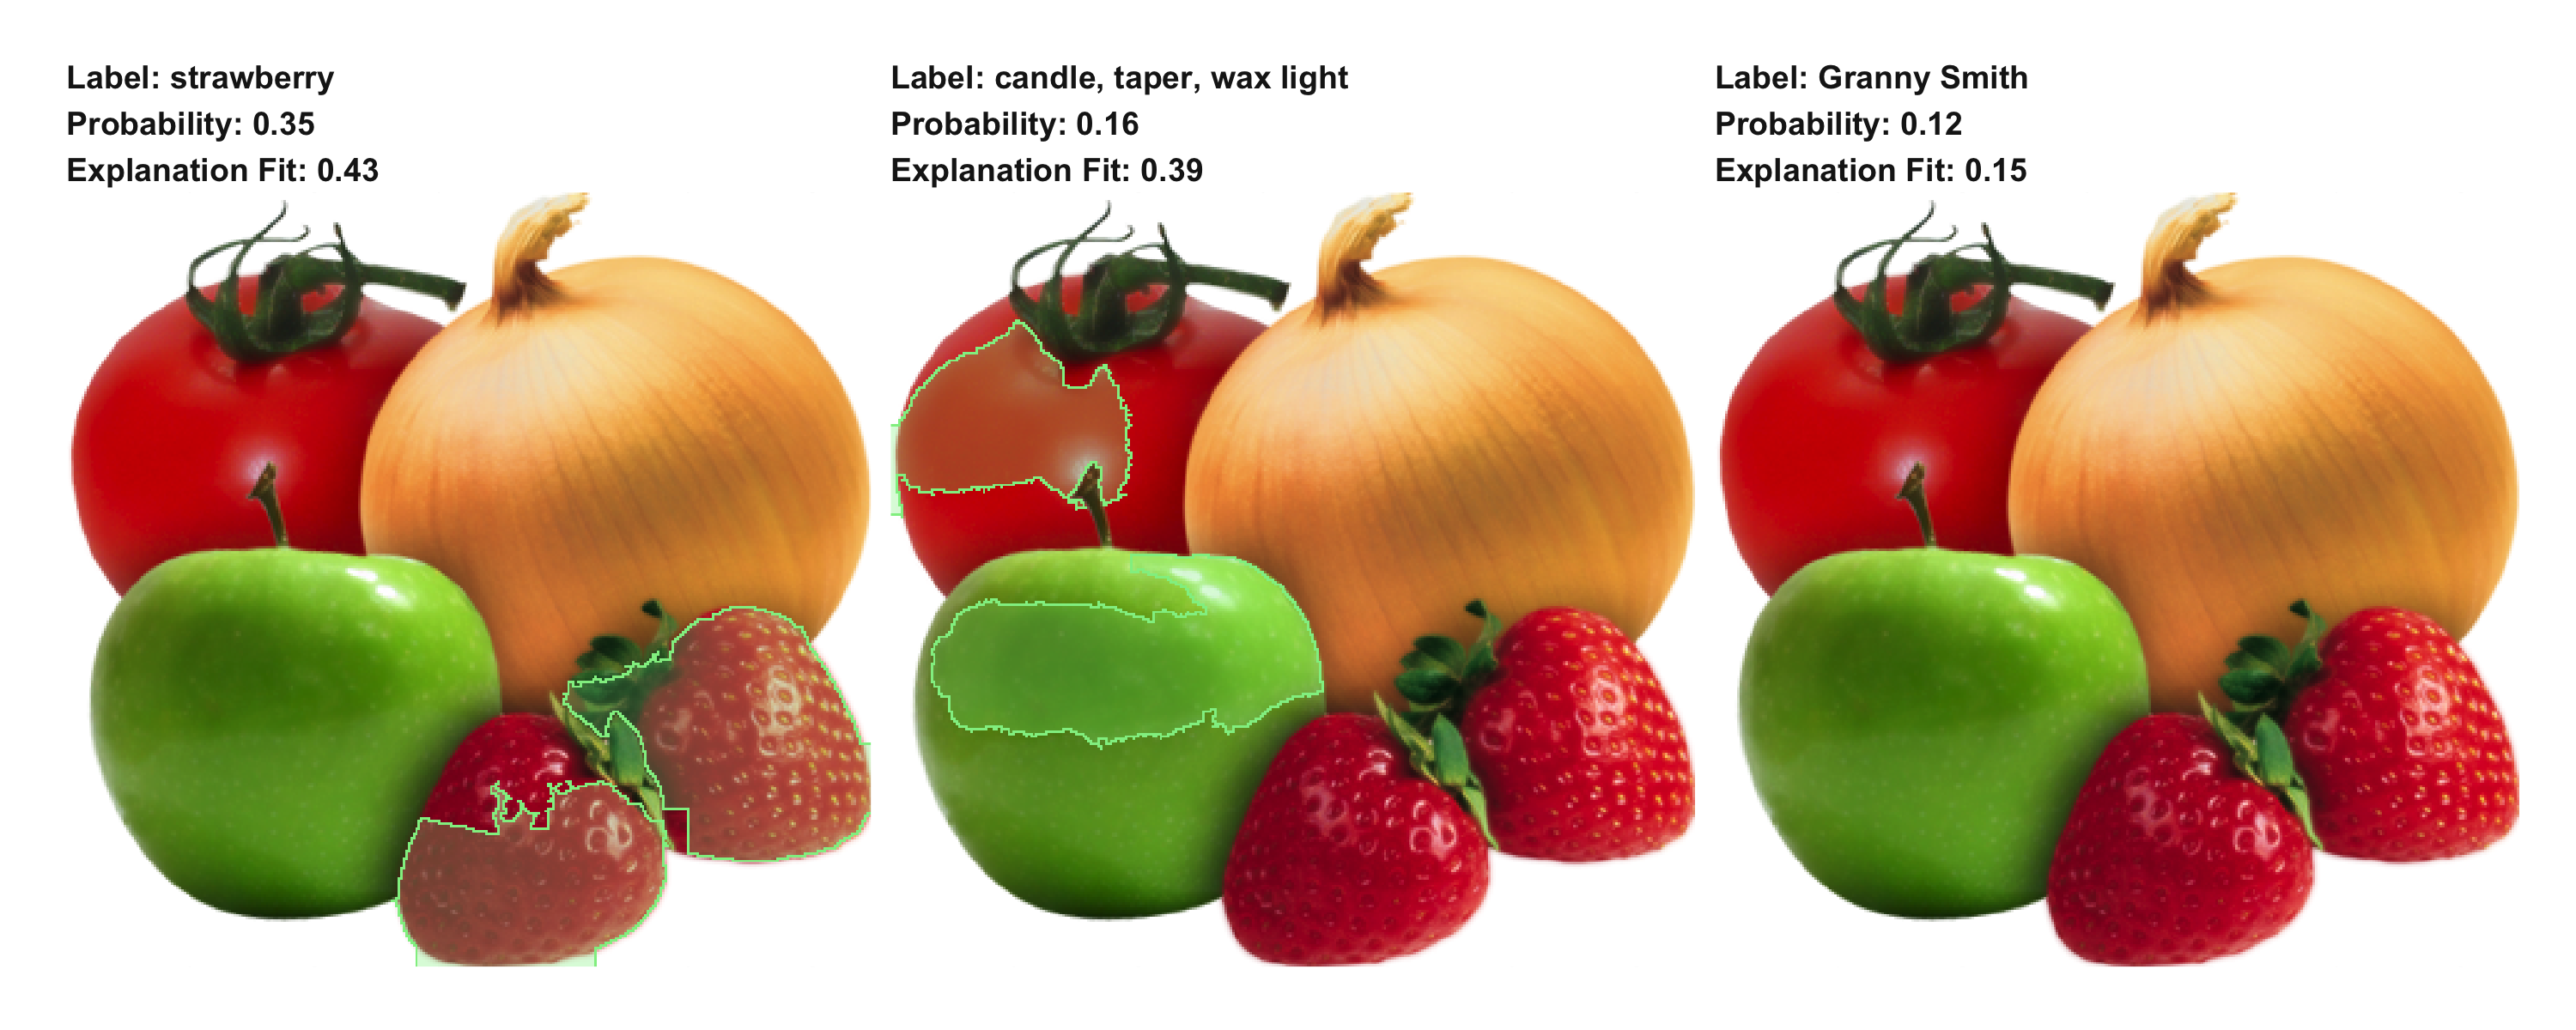 Label: strawberry
Probability: 0.35
Explanation Fit: 0.43
Label: candle, taper, wax light
Probability: 0.16
Explanation Fit: 0.39
Label: Granny Smith
Probability: 0.12
Explanation Fit: 0.15